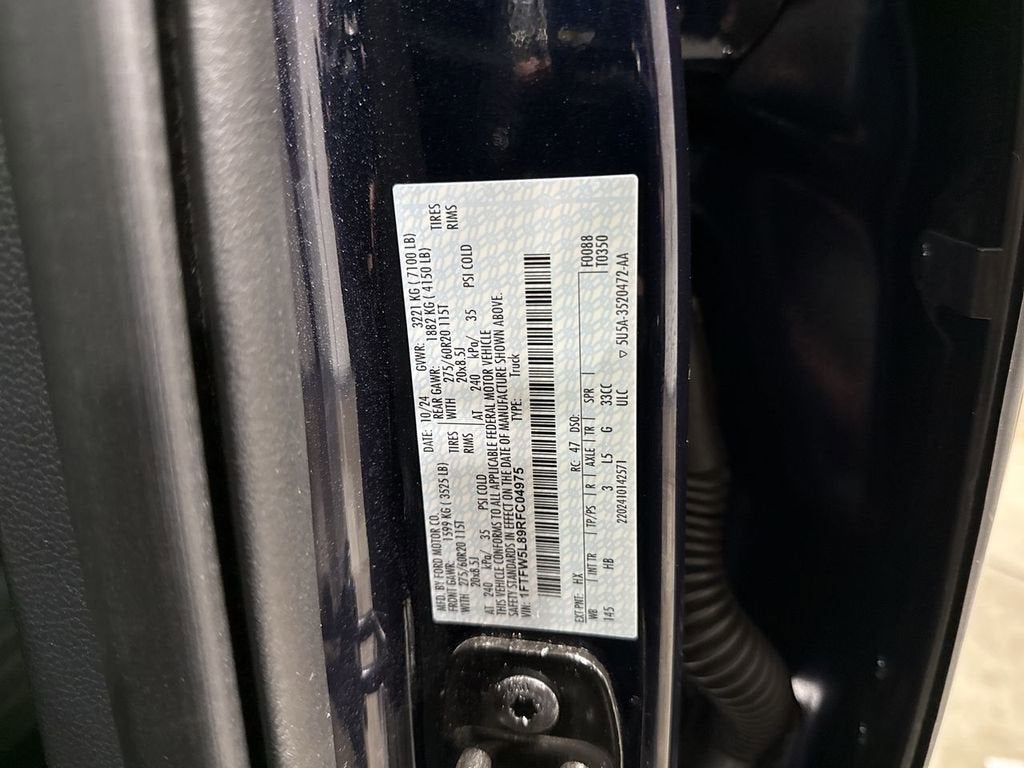 MFD. BY FORD MOTOR CO. DATE: 10/24 GVWR: 3221 KG ( 7100 LB)
FRONT GAWR: 1599 KG ( 3525 LB) REAR GAWR: 1882 KG ( 4150 LB)
WITH 275/60R20 115T TIRES WITH 275/60R20 115T TIRES
20x8.5J RIMS 20x8.5J RIMS
AT 240 kPa/ 35 PSI COLD AT 240 kPa/ 35 PSI COLD
THIS VEHICLE CONFORMS TO ALL APPLICABLE FEDERAL MOTOR VEHICLE
SAFETY STANDARDS IN EFFECT ON THE DATE OF MANUFACTURE SHOWN ABOVE.
VIN: 1FTFW5L89RFC04975 TYPE: Truck
EXT PNT: HX RC: 47 DSO: F0088
WB INT TR TP/PS R AXLE TR SPR T0350
145 HB 3 L5 G 33CC
2202410142571 ULC ▽ 5U5A-3520472-AA